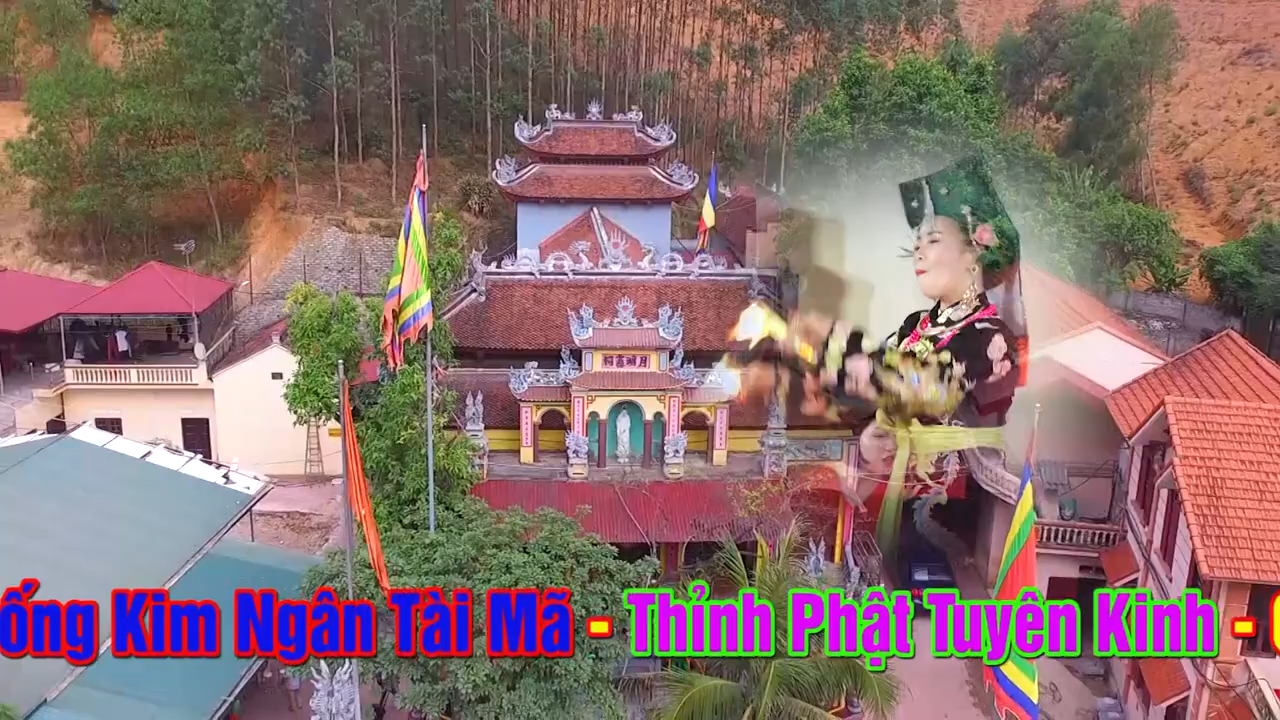 ống Kim Ngân Tài Mã - Thỉnh Phật Tuyên Kinh -